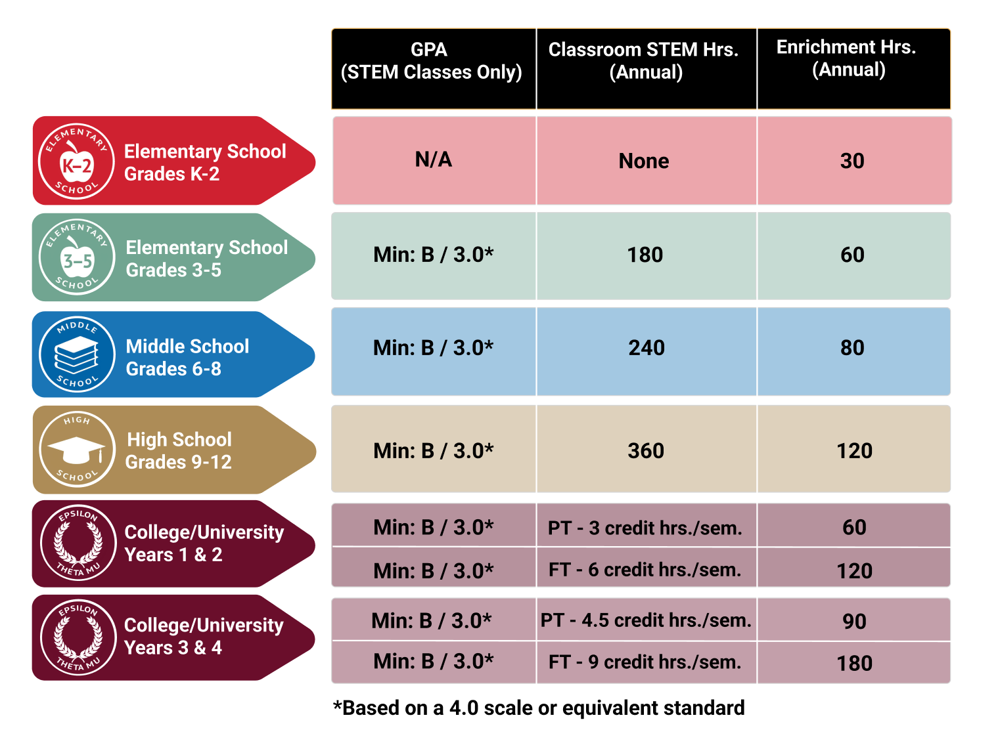 GPA
(STEM Classes Only)
Classroom STEM Hrs.
(Annual)
Enrichment Hrs.
(Annual)
ELEMENTARY
K–2
SCHOOL
Elementary School
Grades K-2
N/A
None
30
ELEMENTARY
3–5
SCHOOL
Elementary School
Grades 3-5
Min: B / 3.0*
180
60
MIDDLE
SCHOOL
Middle School
Grades 6-8
Min: B / 3.0*
240
80
HIGH
SCHOOL
High School
Grades 9-12
Min: B / 3.0*
360
120
EPSILON
THETA MU
College/University
Years 1 & 2
Min: B / 3.0*
PT - 3 credit hrs./sem.
60
Min: B / 3.0*
FT - 6 credit hrs./sem.
120
EPSILON
THETA MU
College/University
Years 3 & 4
Min: B / 3.0*
PT - 4.5 credit hrs./sem.
90
Min: B / 3.0*
FT - 9 credit hrs./sem.
180
*Based on a 4.0 scale or equivalent standard